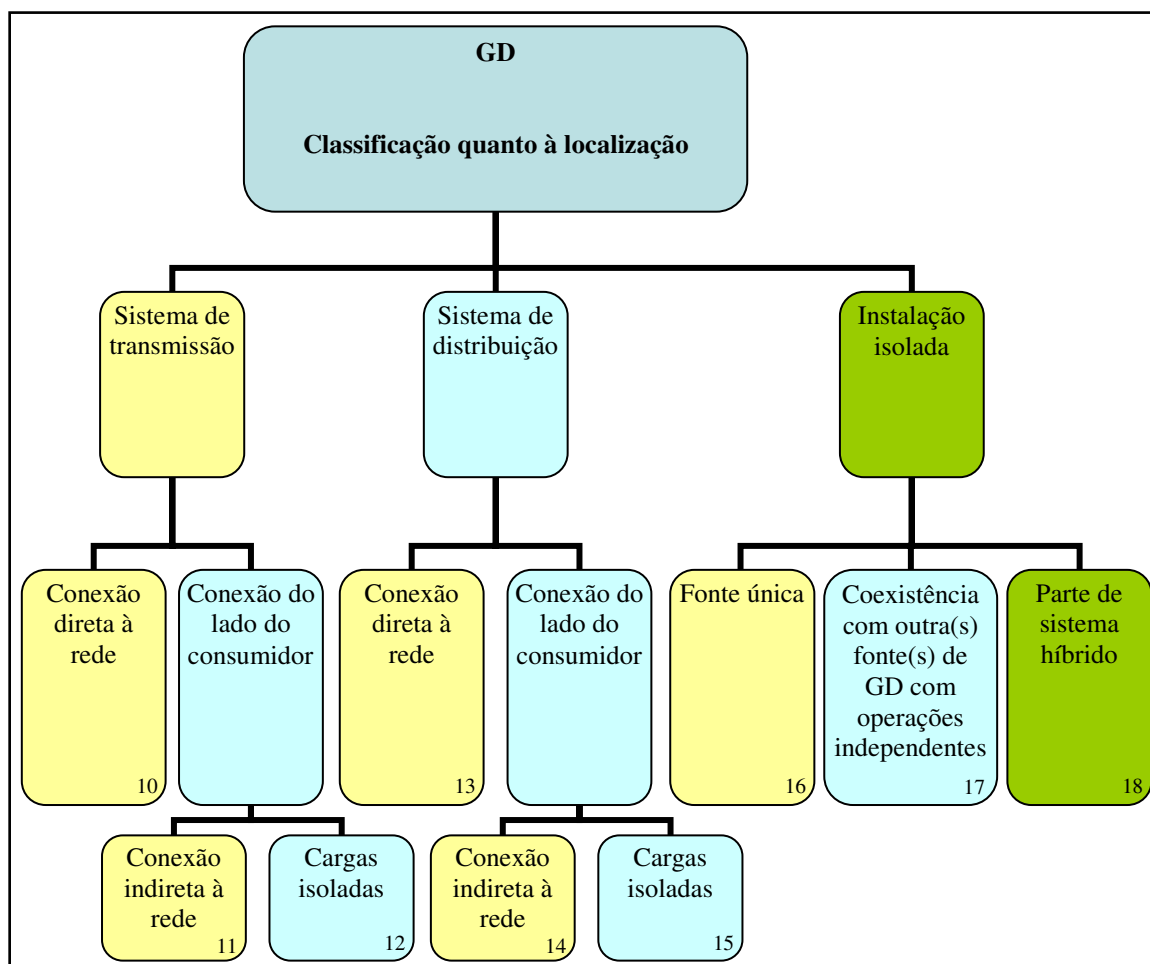 GD
Classificação quanto à localização
Sistema de
transmissão
Sistema de
distribuição
Instalação
isolada
Conexão
direta à
rede
10
Conexão do
lado do
consumidor
Conexão
direta à
rede
13
Conexão do
lado do
consumidor
Fonte única
16
Coexistência
com outra(s)
fonte(s) de
GD com
operações
independentes
17
Parte de
sistema
híbrido
18
Conexão
indireta à
rede
11
Cargas
isoladas
12
Conexão
indireta à
rede
14
Cargas
isoladas
15